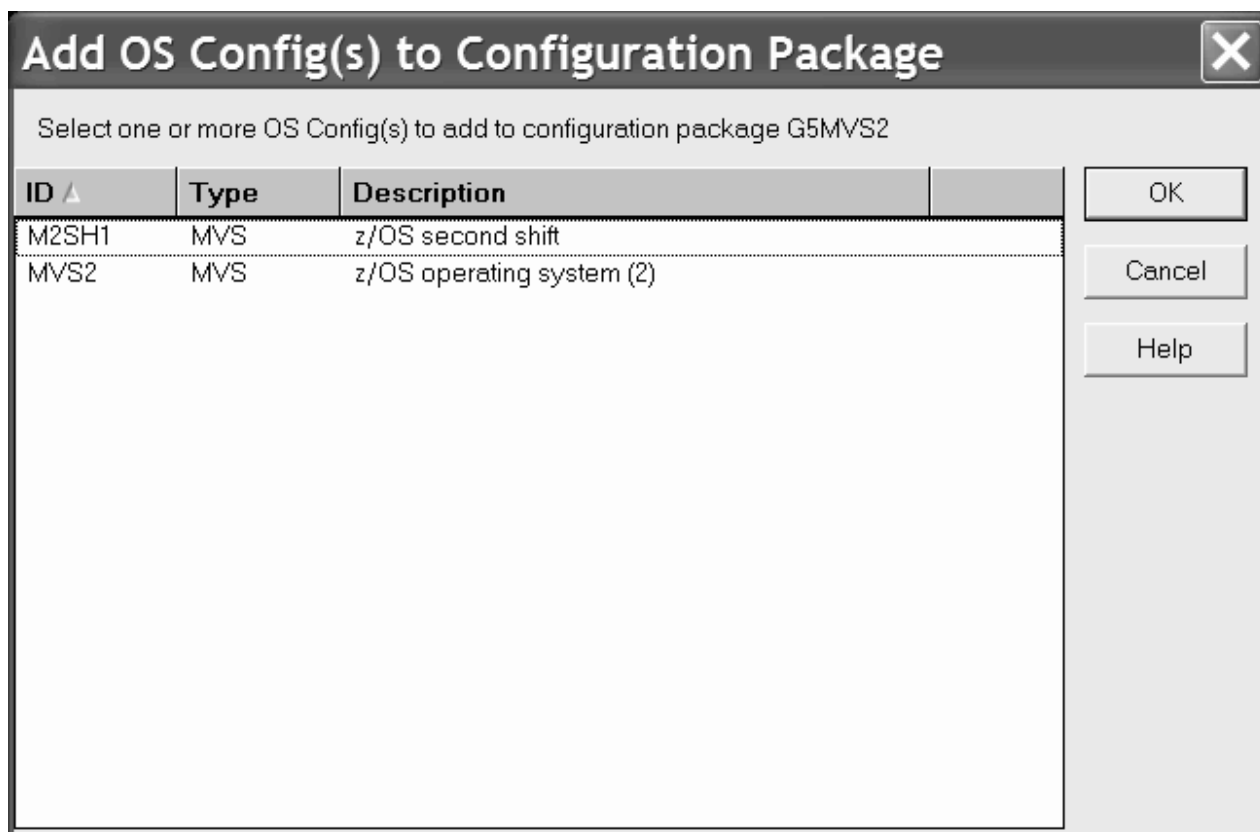 Add OS Config(s) to Configuration Package
Select one or more OS Config(s) to add to configuration package G5MVS2
ID Type Description
M2SH1 MVS z/OS second shift
MVS2 MVS z/OS operating system (2)
OK
Cancel
Help